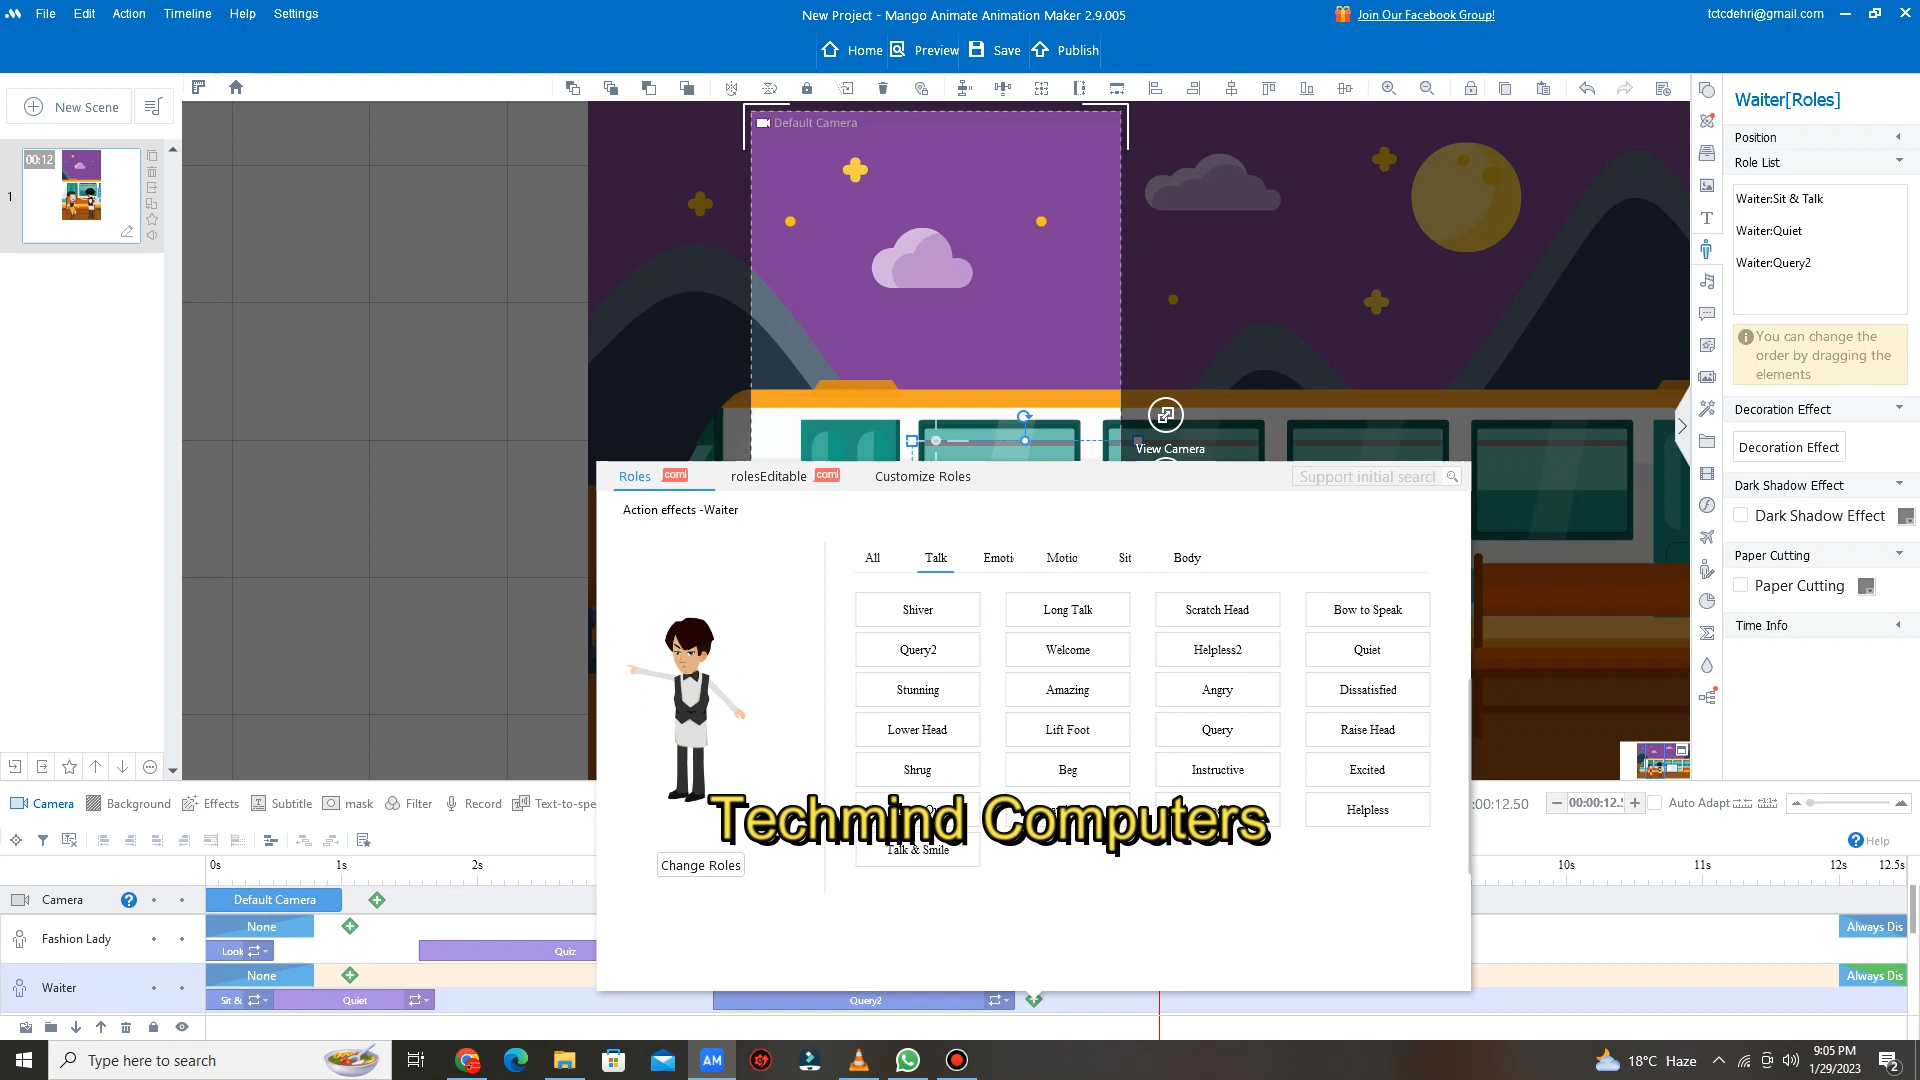 File Edit Action Timeline Help Settings
New Project - Mango Animate Animation Maker 2.9.005
Join Our Facebook Group!
tctcdehri@gmail.com
Home Preview Save Publish
New Scene
00:12
1
Default Camera
View Camera
Waiter[Roles]
Position
Role List
Waiter:Sit & Talk
Waiter:Quiet
Waiter:Query2
You can change the
order by dragging the
elements
Decoration Effect
Decoration Effect
Dark Shadow Effect
Dark Shadow Effect
Paper Cutting
Paper Cutting
Time Info
Roles com! rolesEditable com! Customize Roles
Support initial search
Action effects -Waiter
All Talk Emoti Motio Sit Body
Shiver Long Talk Scratch Head Bow to Speak
Query2 Welcome Helpless2 Quiet
Stunning Amazing Angry Dissatisfied
Lower Head Lift Foot Query Raise Head
Shrug Beg Instructive Excited
Helpless
Talk & Smile
Change Roles
Techmind Computers
Camera Background Effects Subtitle mask Filter Record Text-to-spe
00:12.50
00:00:12.
Auto Adapt
Help
0s 1s 2s 10s 11s 12s 12.5s
Camera
Default Camera
Fashion Lady
None
Always Dis
Look
Quiz
Waiter
None
Always Dis
Sit &
Quiet
Query2
Type here to search
AM
18°C Haze
9:05 PM
1/29/2023
2